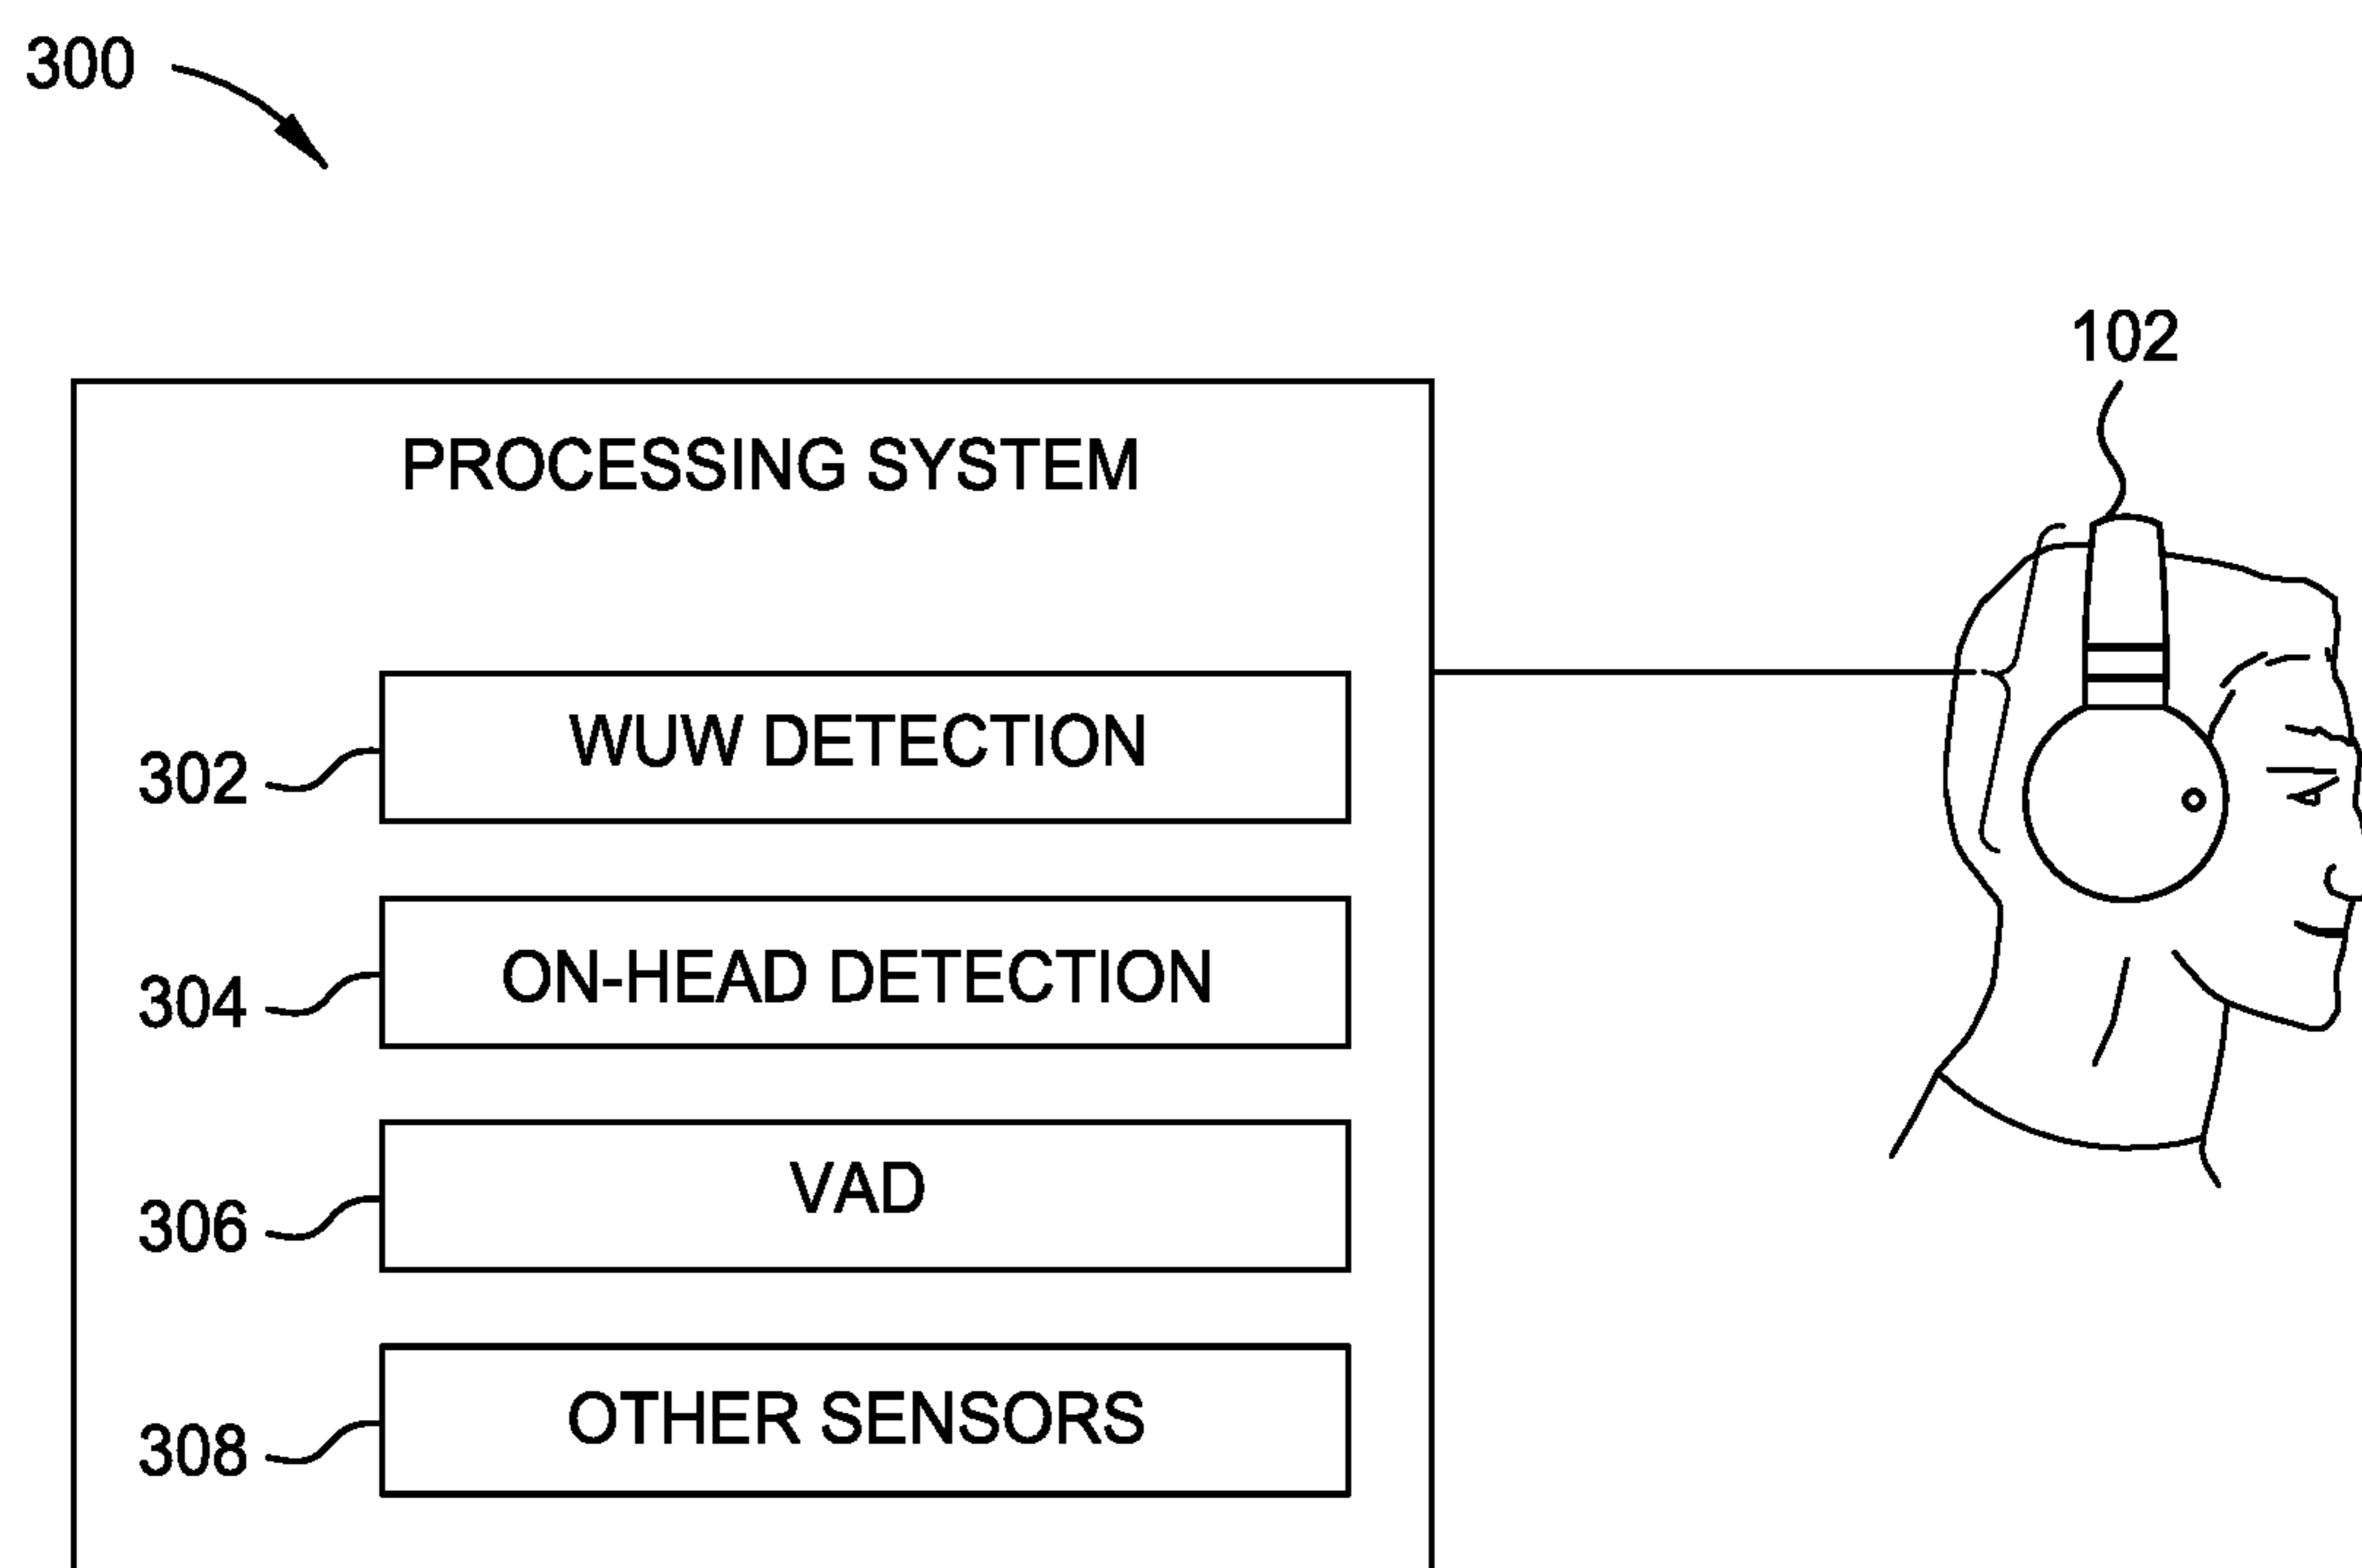 300
102
PROCESSING SYSTEM
WUW DETECTION
302
ON-HEAD DETECTION
304
VAD
306
OTHER SENSORS
308